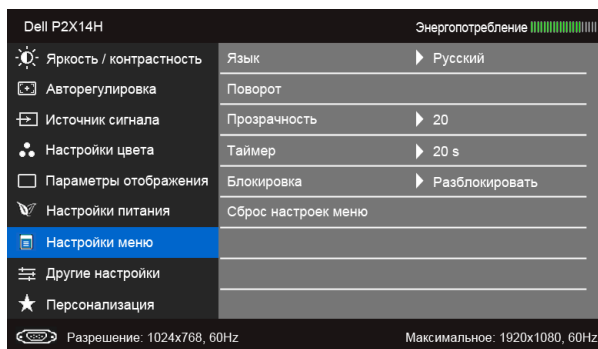 Dell P2X14H Энергопотребление
Яркость / контрастность Язык Русский
Авторегулировка Поворот
Источник сигнала Прозрачность 20
Настройки цвета Таймер 20 s
Параметры отображения Блокировка Разблокировать
Настройки питания Сброс настроек меню
Настройки меню
Другие настройки
Персонализация
Разрешение: 1024x768, 60Hz Максимальное: 1920x1080, 60Hz